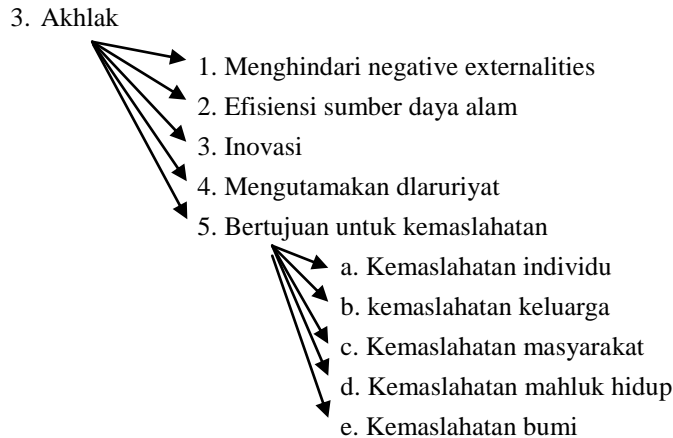 3. Akhlak
1. Menghindari negative externalities
2. Efisiensi sumber daya alam
3. Inovasi
4. Mengutamakan dlaruriyat
5. Bertujuan untuk kemaslahatan
a. Kemaslahatan individu
b. kemaslahatan keluarga
c. Kemaslahatan masyarakat
d. Kemaslahatan mahluk hidup
e. Kemaslahatan bumi